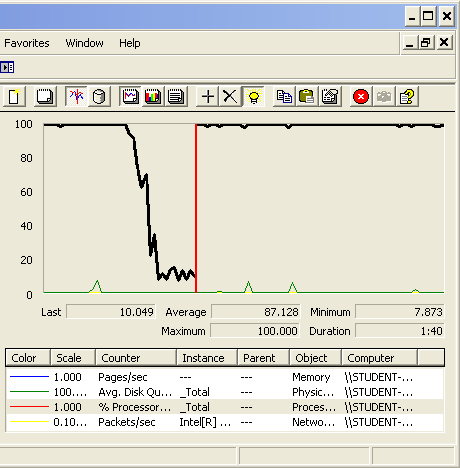 Favorites Window Help
100
80
60
40
20
0
Last 10.049 Average 87.128 Minimum 7.873
Maximum 100.000 Duration 1:40
Color Scale Counter Instance Parent Object Computer
1.000 Pages/sec --- --- Memory \\STUDENT-...
100.... Avg. Disk Qu... _Total --- Physic... \\STUDENT-...
1.000 % Processor... _Total --- Proces... \\STUDENT-...
0.10... Packets/sec Intel[R] ... --- Netwo... \\STUDENT-...